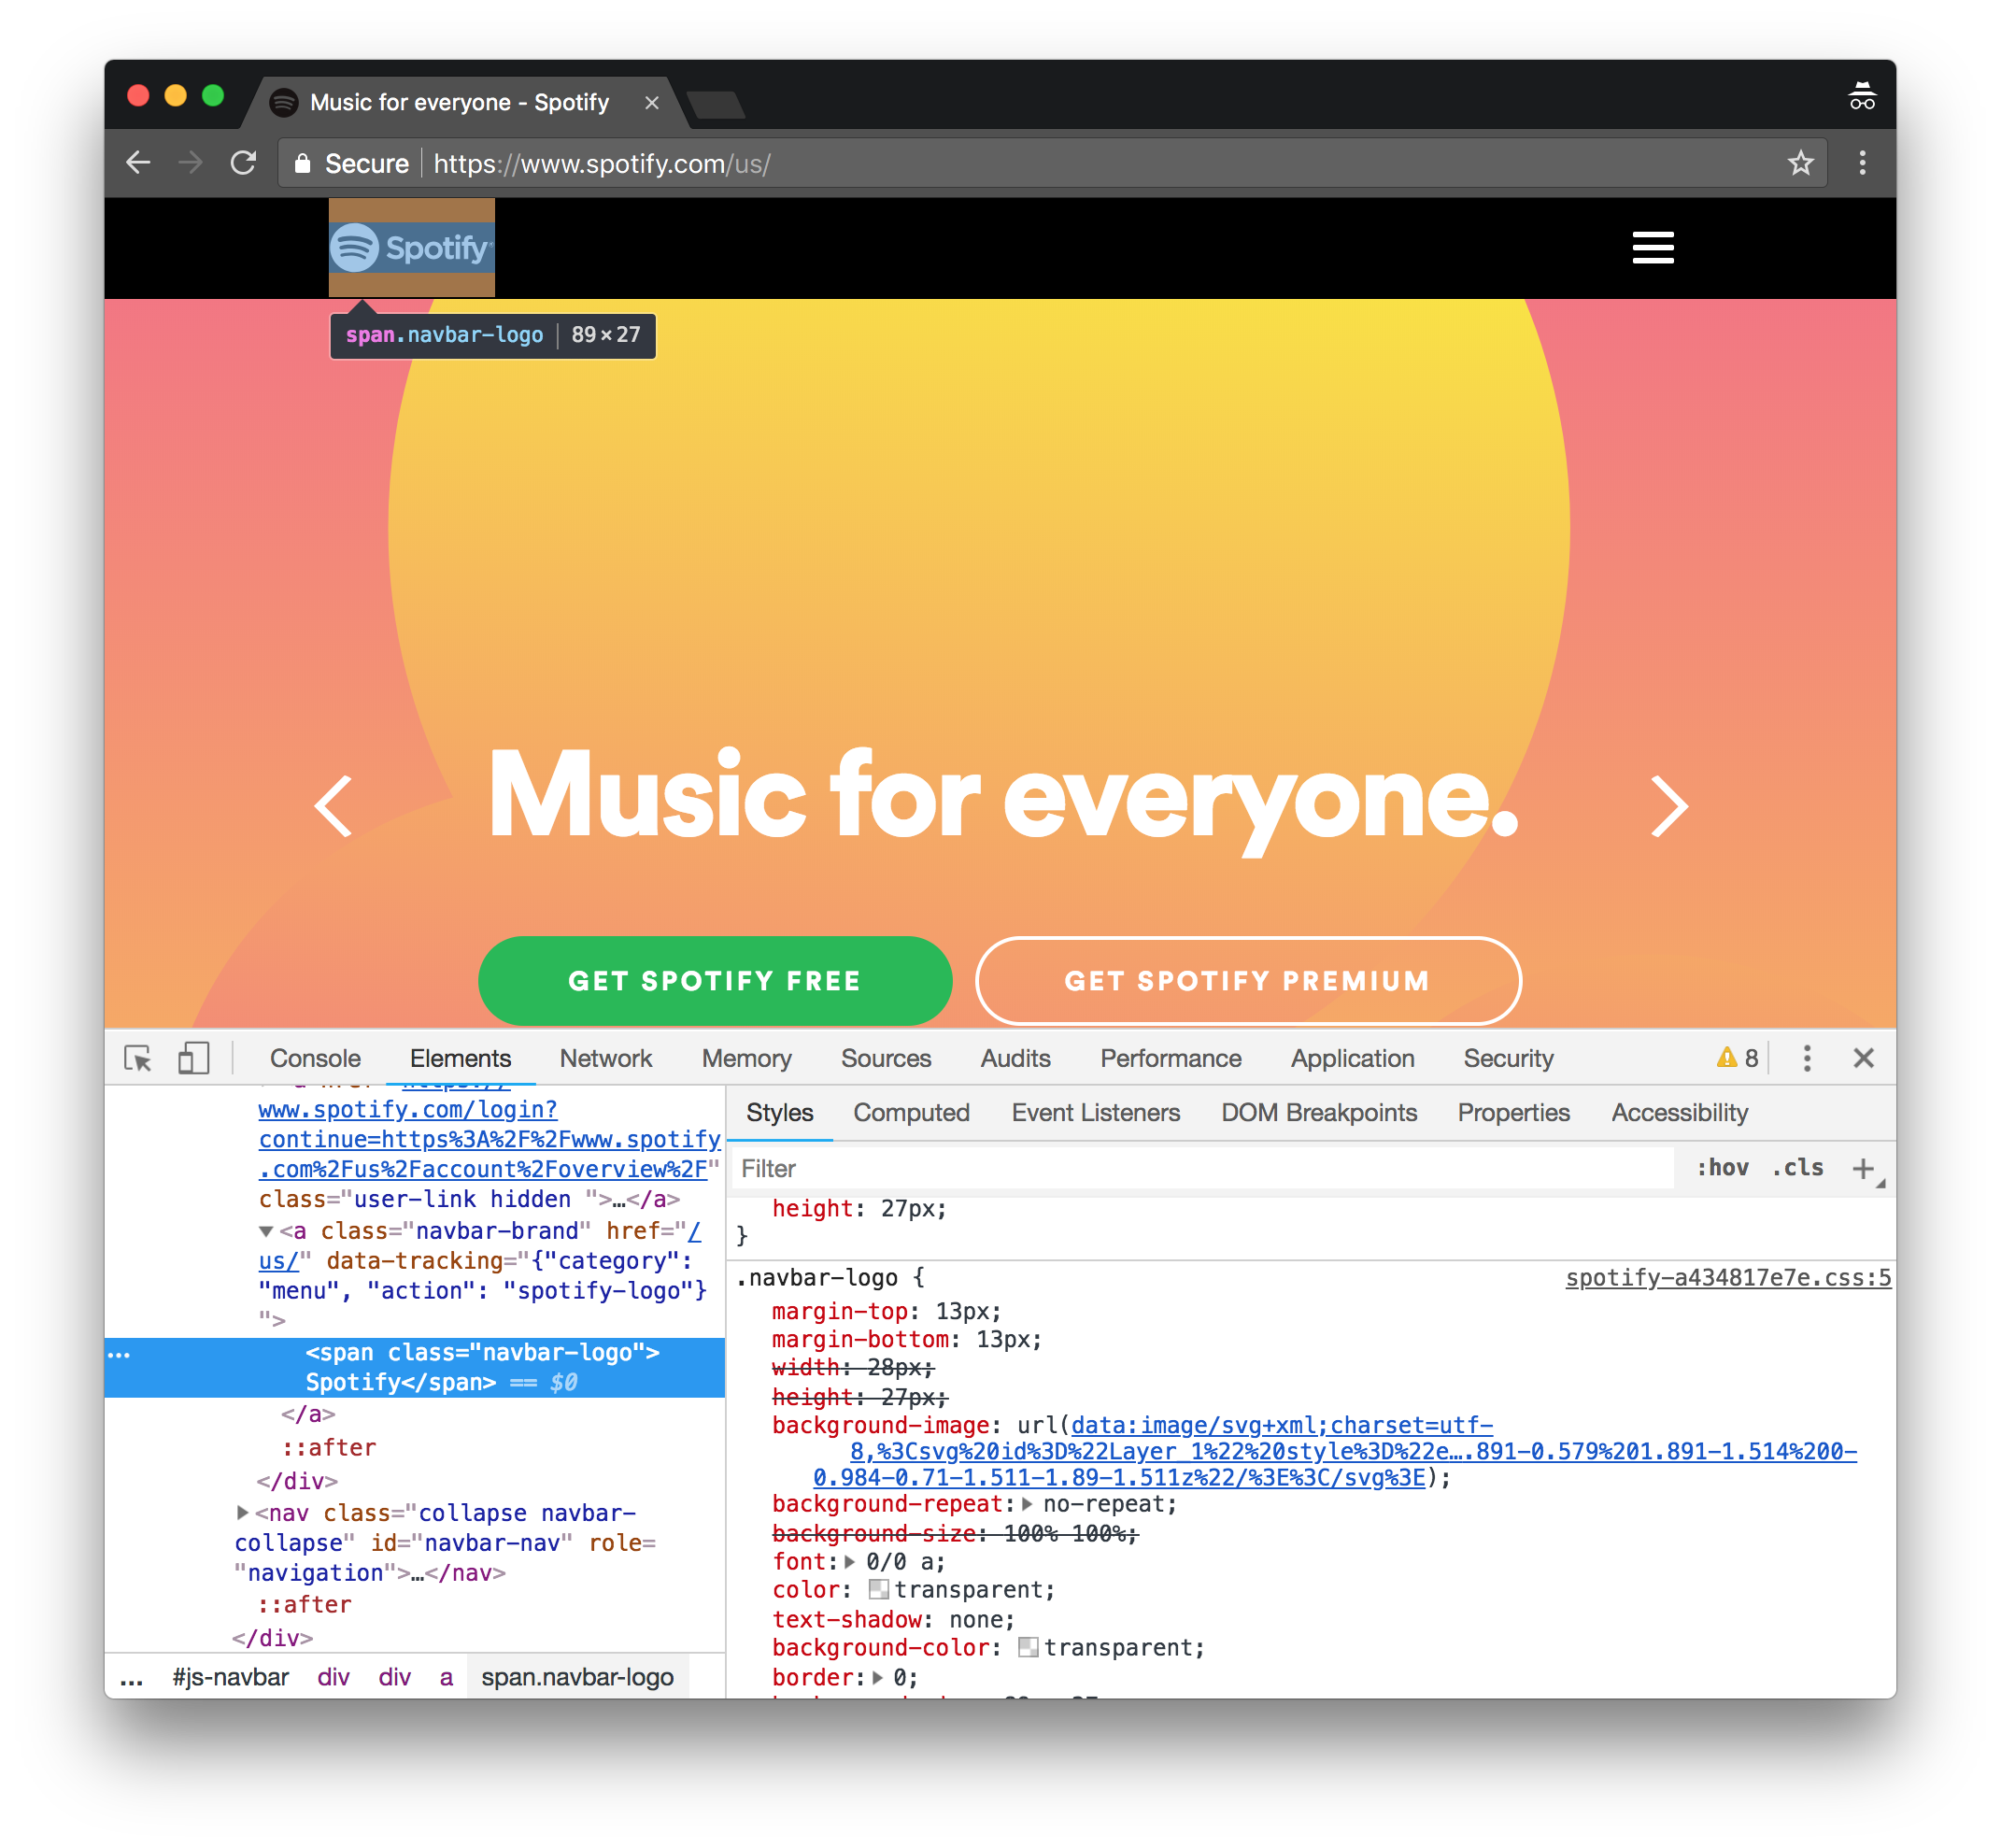 Music for everyone - Spotify
Secure https://www.spotify.com/us/
Spotify
span.navbar-logo 89×27
Music for everyone.
GET SPOTIFY FREE GET SPOTIFY PREMIUM
Console Elements Network Memory Sources Audits Performance Application Security 8
www.spotify.com/login?
continue=https%3A%2F%2Fwww.spotify
.com%2Fus%2Faccount%2Foverview%2F"
class="user-link hidden ">…</a>
<a class="navbar-brand" href="/
us/" data-tracking="{"category":
"menu", "action": "spotify-logo"}
">
<span class="navbar-logo">
Spotify</span> == $0
</a>
::after
</div>
<nav class="collapse navbar-
collapse" id="navbar-nav" role=
"navigation">…</nav>
::after
</div>
... #js-navbar div div a span.navbar-logo
Styles Computed Event Listeners DOM Breakpoints Properties Accessibility
Filter :hov .cls +
height: 27px;
}
.navbar-logo { spotify-a434817e7e.css:5
margin-top: 13px;
margin-bottom: 13px;
width: 28px;
height: 27px;
background-image: url(data:image/svg+xml;charset=utf-
8,%3Csvg%20id%3D%22Layer_1%22%20style%3D%22e….891-0.579%201.891-1.514%200-
0.984-0.71-1.511-1.89-1.511z%22/%3E%3C/svg%3E);
background-repeat: no-repeat;
background-size: 100% 100%;
font: 0/0 a;
color: transparent;
text-shadow: none;
background-color: transparent;
border: 0;